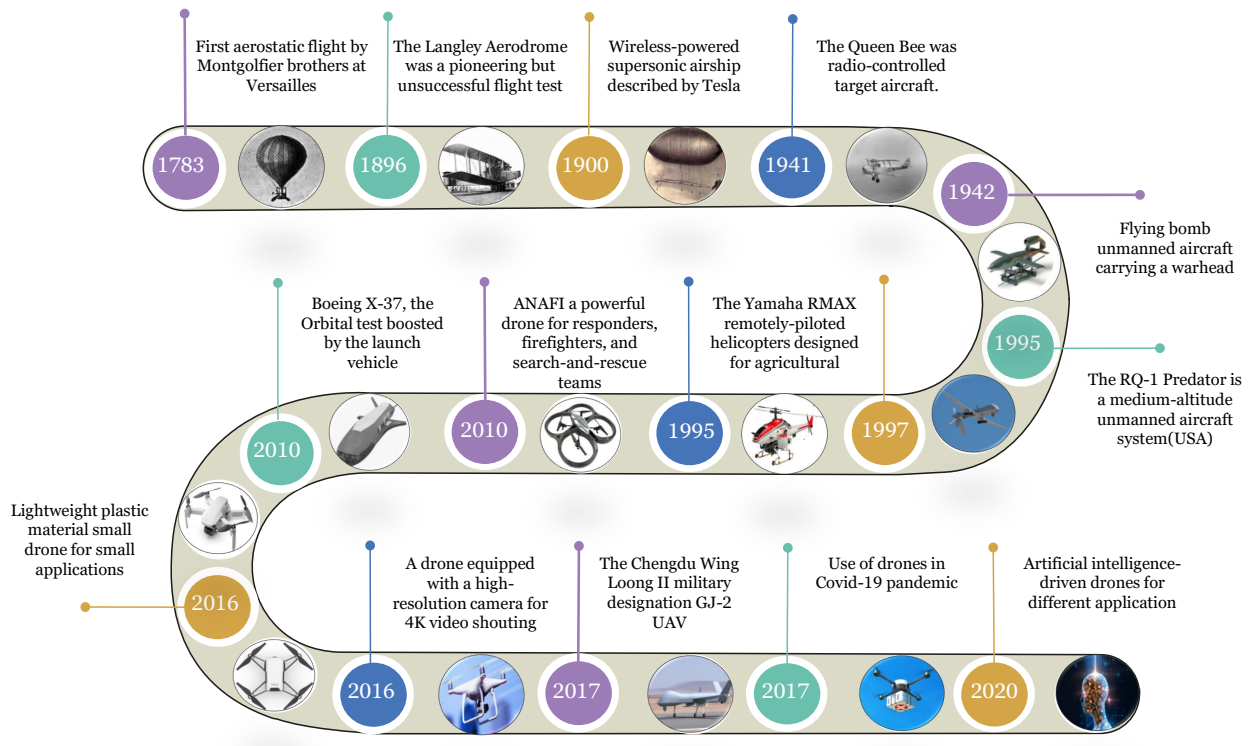 First aerostatic flight by
Montgolfier brothers at
Versailles
The Langley Aerodrome
was a pioneering but
unsuccessful flight test
Wireless-powered
supersonic airship
described by Tesla
The Queen Bee was
radio-controlled
target aircraft.
1783
1896
1900
1941
1942
Flying bomb
unmanned aircraft
carrying a warhead
1995
The RQ-1 Predator is
a medium-altitude
unmanned aircraft
system(USA)
The Yamaha RMAX
remotely-piloted
helicopters designed
for agricultural
ANAFI a powerful
drone for responders,
firefighters, and
search-and-rescue
teams
Boeing X-37, the
Orbital test boosted
by the launch
vehicle
1997
1995
2010
2010
Lightweight plastic
material small
drone for small
applications
2016
A drone equipped
with a high-
resolution camera for
4K video shouting
The Chengdu Wing
Loong II military
designation GJ-2
UAV
Use of drones in
Covid-19 pandemic
Artificial intelligence-
driven drones for
different application
2016
2017
2017
2020